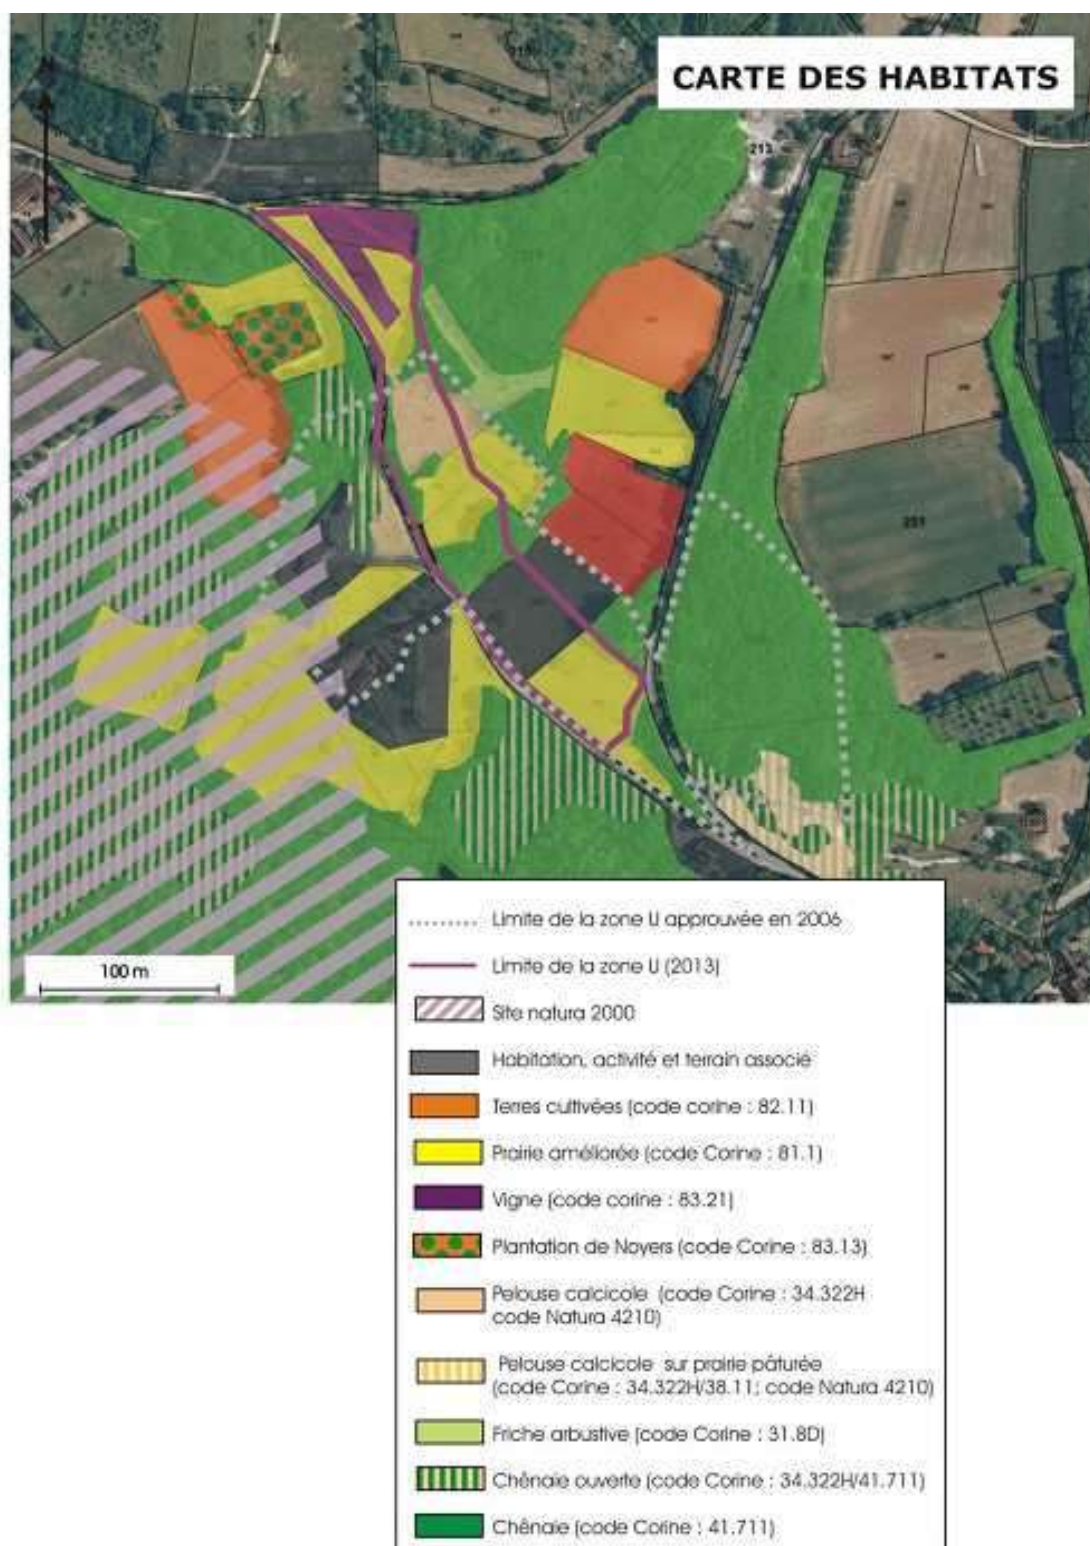 CARTE DES HABITATS
213
251
100 m
Limite de la zone U approuvée en 2006
Limite de la zone U (2013)
Site natura 2000
Habitation, activité et terrain associé
Terres cultivées (code corine : 82.11)
Prairie améliorée (code Corine : 81.1)
Vigne (code corine : 83.21)
Plantation de Noyers (code Corine : 83.13)
Pelouse calcicole (code Corine : 34.322H
code Natura 4210)
Pelouse calcicole sur prairie pâturée
(code Corine : 34.322H/38.11; code Natura 4210)
Friche arbustive (code Corine : 31.8D)
Chênaie ouverte (code Corine : 34.322H/41.711)
Chênaie (code Corine : 41.711)